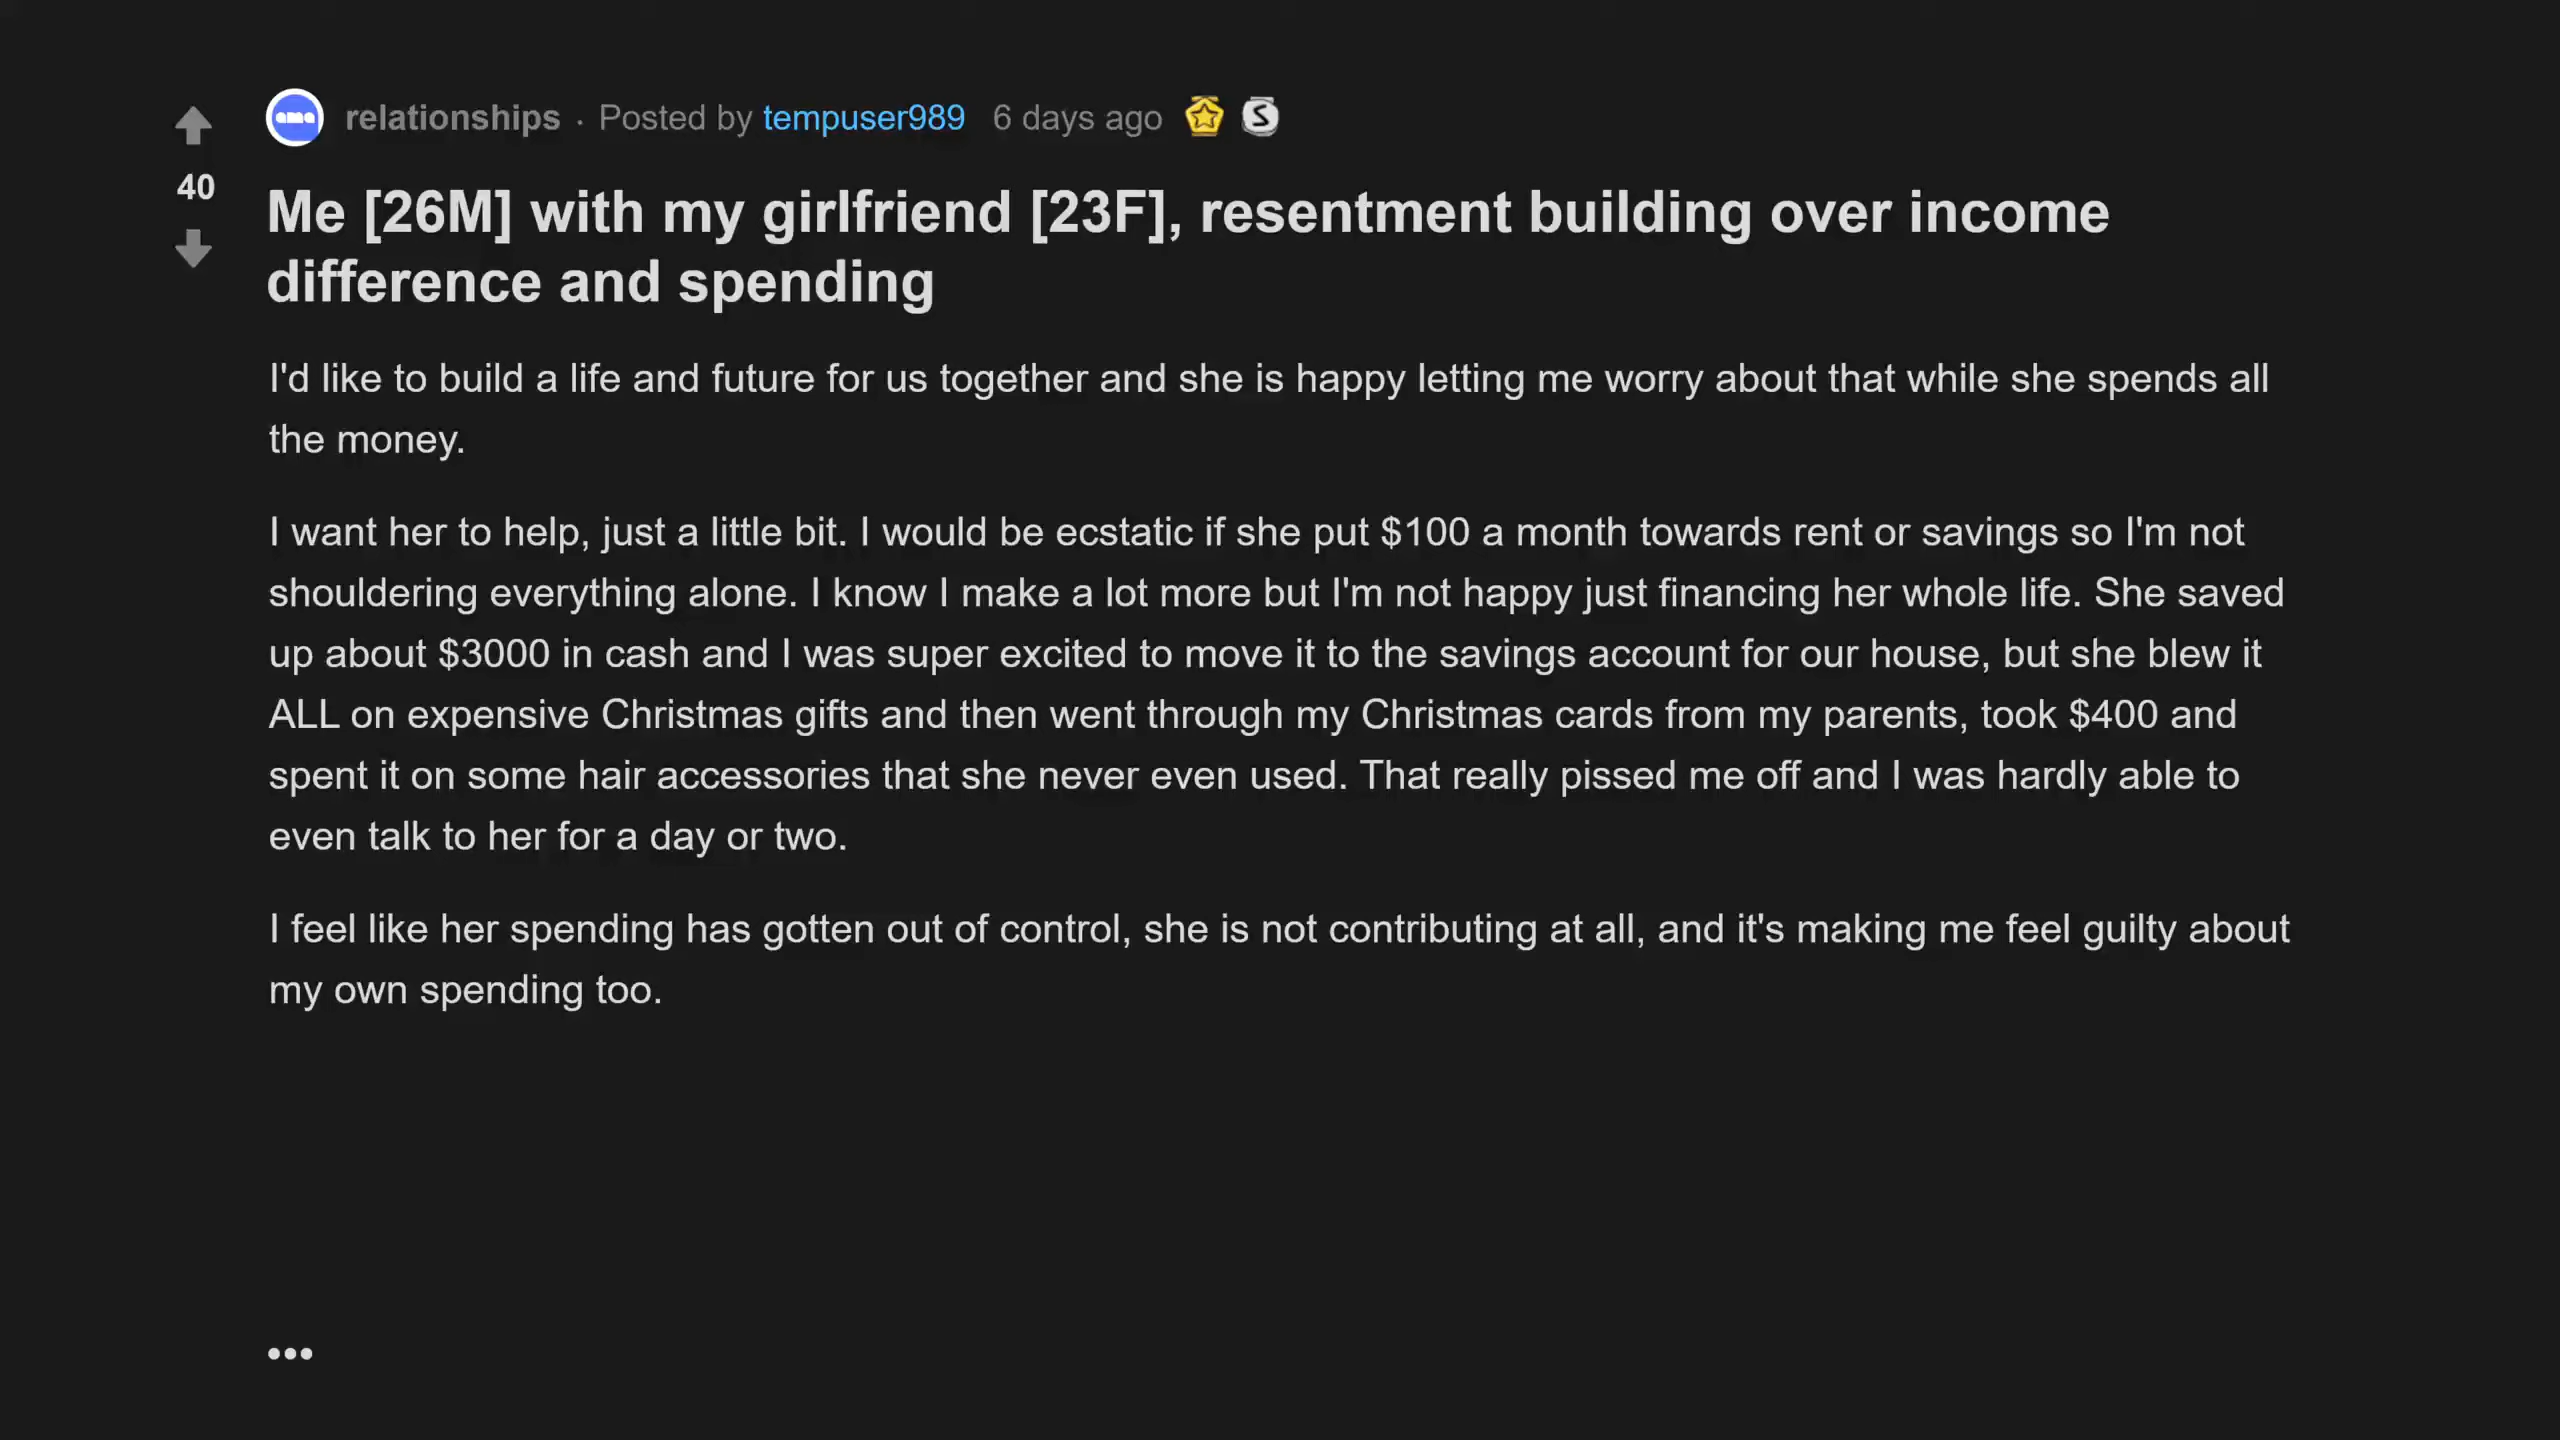 relationships · Posted by tempuser989 6 days ago
40
Me [26M] with my girlfriend [23F], resentment building over income
difference and spending
I'd like to build a life and future for us together and she is happy letting me worry about that while she spends all
the money.
I want her to help, just a little bit. I would be ecstatic if she put $100 a month towards rent or savings so I'm not
shouldering everything alone. I know I make a lot more but I'm not happy just financing her whole life. She saved
up about $3000 in cash and I was super excited to move it to the savings account for our house, but she blew it
ALL on expensive Christmas gifts and then went through my Christmas cards from my parents, took $400 and
spent it on some hair accessories that she never even used. That really pissed me off and I was hardly able to
even talk to her for a day or two.
I feel like her spending has gotten out of control, she is not contributing at all, and it's making me feel guilty about
my own spending too.
•••